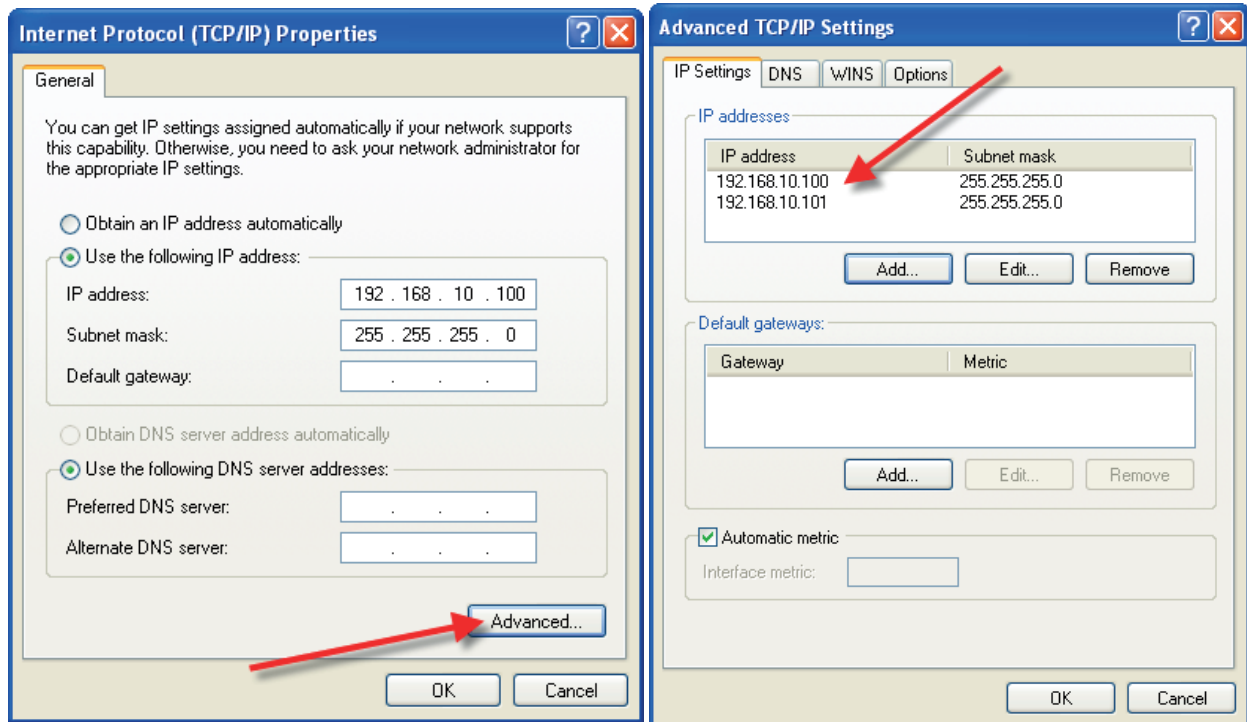 Internet Protocol (TCP/IP) Properties
General
You can get IP settings assigned automatically if your network supports
this capability. Otherwise, you need to ask your network administrator for
the appropriate IP settings.
Obtain an IP address automatically
Use the following IP address:
IP address: 192 . 168 . 10 . 100
Subnet mask: 255 . 255 . 255 . 0
Default gateway: . . .
Obtain DNS server address automatically
Use the following DNS server addresses:
Preferred DNS server: . . .
Alternate DNS server: . . .
Advanced...
OK Cancel
Advanced TCP/IP Settings
IP Settings DNS WINS Options
IP addresses
IP address Subnet mask
192.168.10.100 255.255.255.0
192.168.10.101 255.255.255.0
Add... Edit... Remove
Default gateways:
Gateway Metric
Add... Edit... Remove
Automatic metric
Interface metric:
OK Cancel